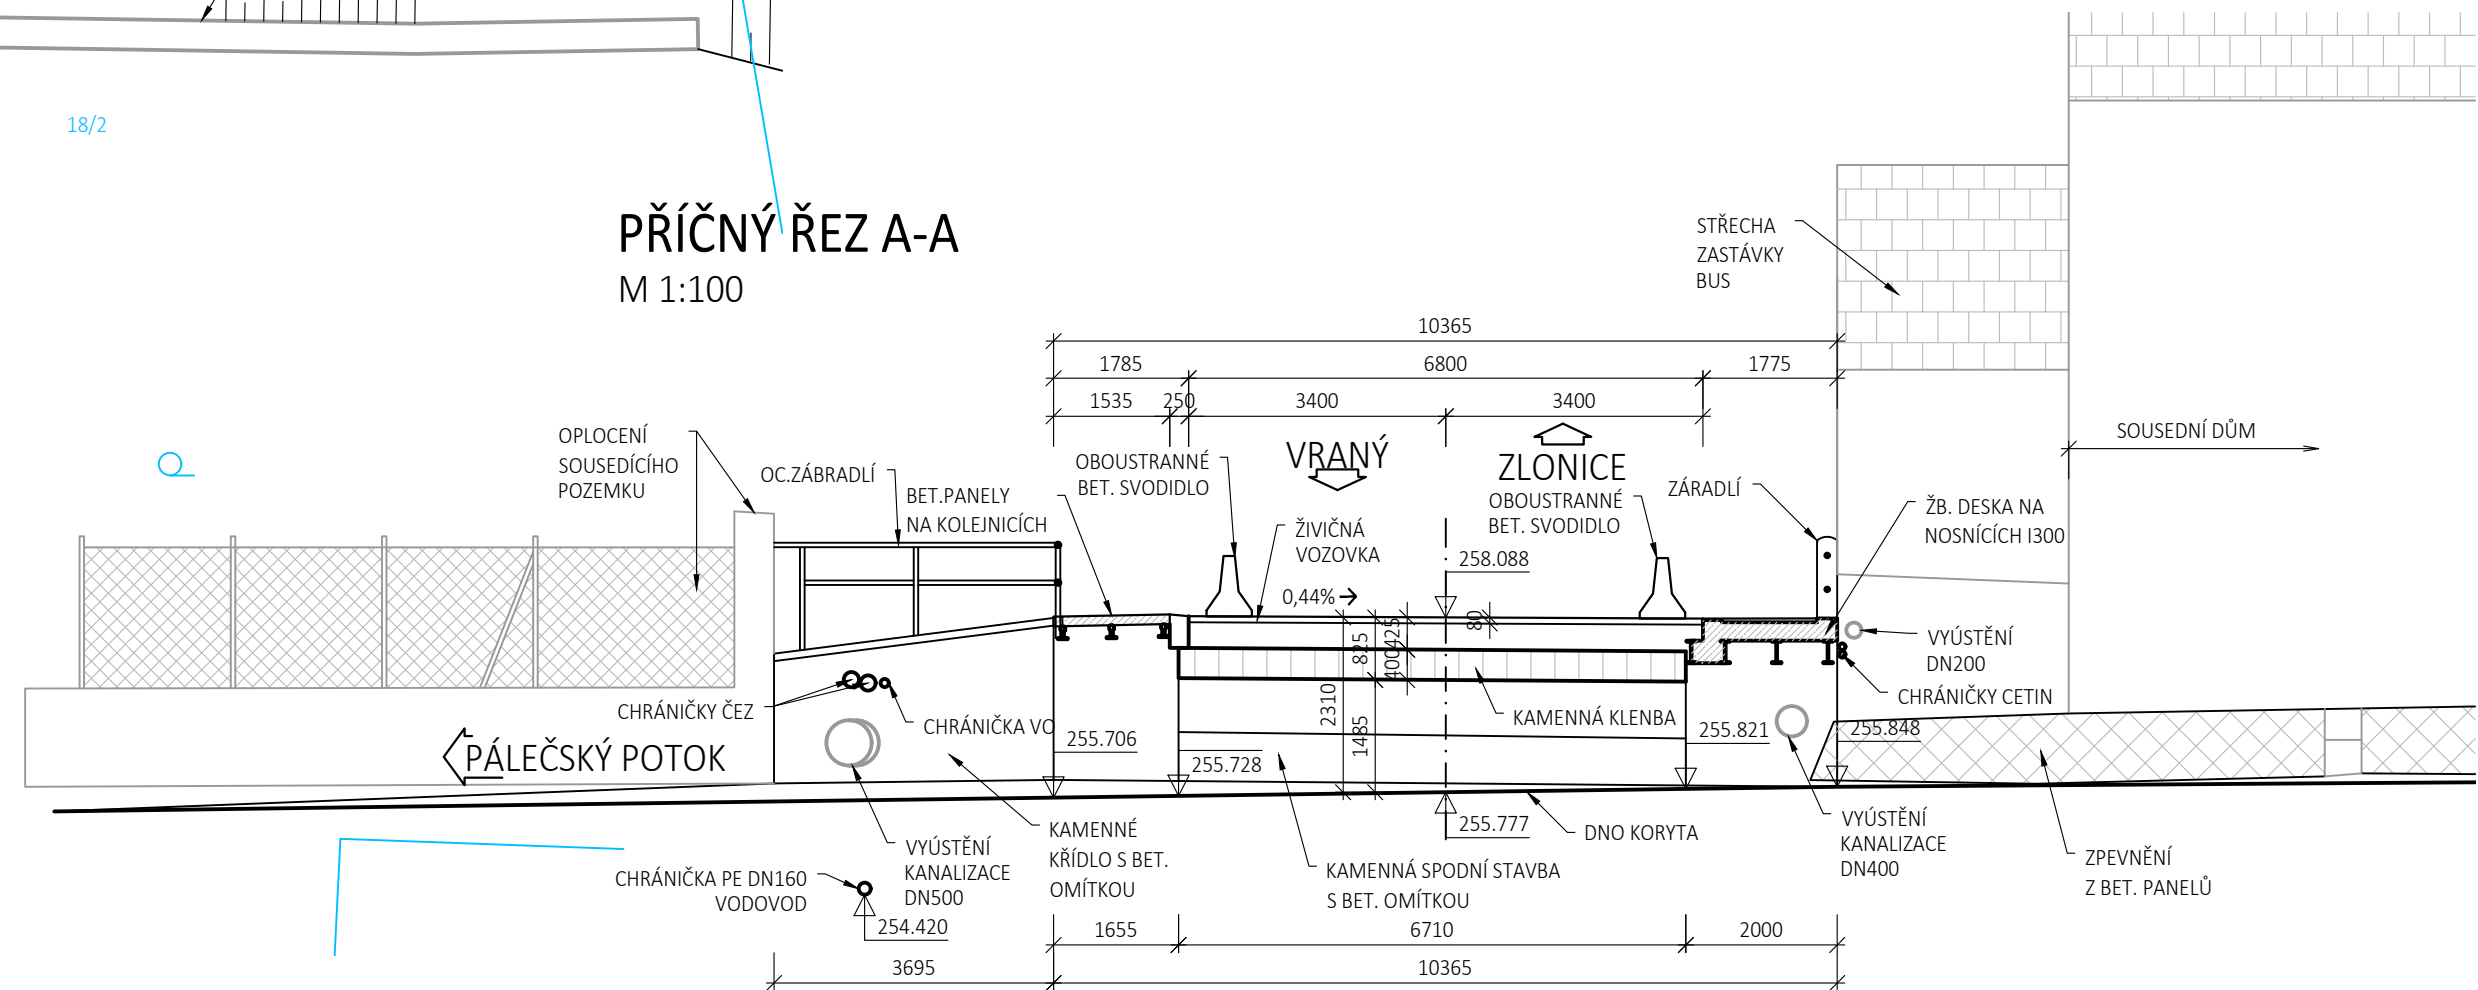 18/2
PŘÍČNÝ ŘEZ A-A
M 1:100
STŘECHA
ZASTÁVKY
BUS
10365
1785
6800
1775
1535
250
3400
3400
OPLOCENÍ
SOUSEDÍCÍHO
POZEMKU
OC.ZÁBRADLÍ
BET.PANELY
NA KOLEJNICÍCH
OBOUSTRANNÉ
BET. SVODIDLO
VRANÝ
ZLONICE
OBOUSTRANNÉ
BET. SVODIDLO
ZÁRADLÍ
SOUSEDNÍ DŮM
ŽB. DESKA NA
NOSNÍCÍCH I300
ŽIVIČNÁ
VOZOVKA
258.088
0,44%
80
425
825
400
2310
1485
VYÚSTĚNÍ
DN200
CHRÁNIČKY CETIN
CHRÁNIČKY ČEZ
CHRÁNIČKA VO
KAMENNÁ KLENBA
PÁLEČSKÝ POTOK
255.706
255.728
255.821
255.848
255.777
DNO KORYTA
VYÚSTĚNÍ
KANALIZACE
DN500
KAMENNÉ
KŘÍDLO S BET.
OMÍTKOU
KAMENNÁ SPODNÍ STAVBA
S BET. OMÍTKOU
VYÚSTĚNÍ
KANALIZACE
DN400
ZPEVNĚNÍ
Z BET. PANELŮ
CHRÁNIČKA PE DN160
VODOVOD
254.420
1655
6710
2000
3695
10365